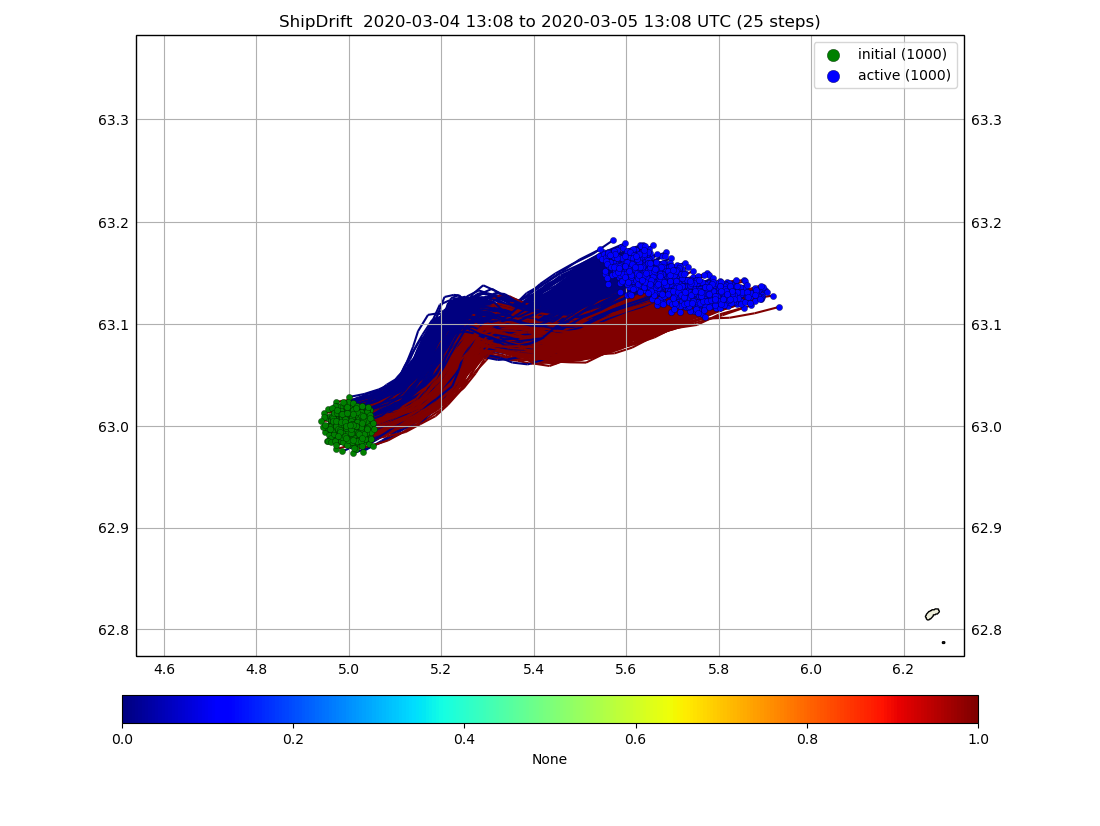 ShipDrift  2020-03-04 13:08 to 2020-03-05 13:08 UTC (25 steps)
initial (1000)
active (1000)
63.3 63.3
63.2 63.2
63.1 63.1
63.0 63.0
62.9 62.9
62.8 62.8
4.6 4.8 5.0 5.2 5.4 5.6 5.8 6.0 6.2
0.0 0.2 0.4 0.6 0.8 1.0
None